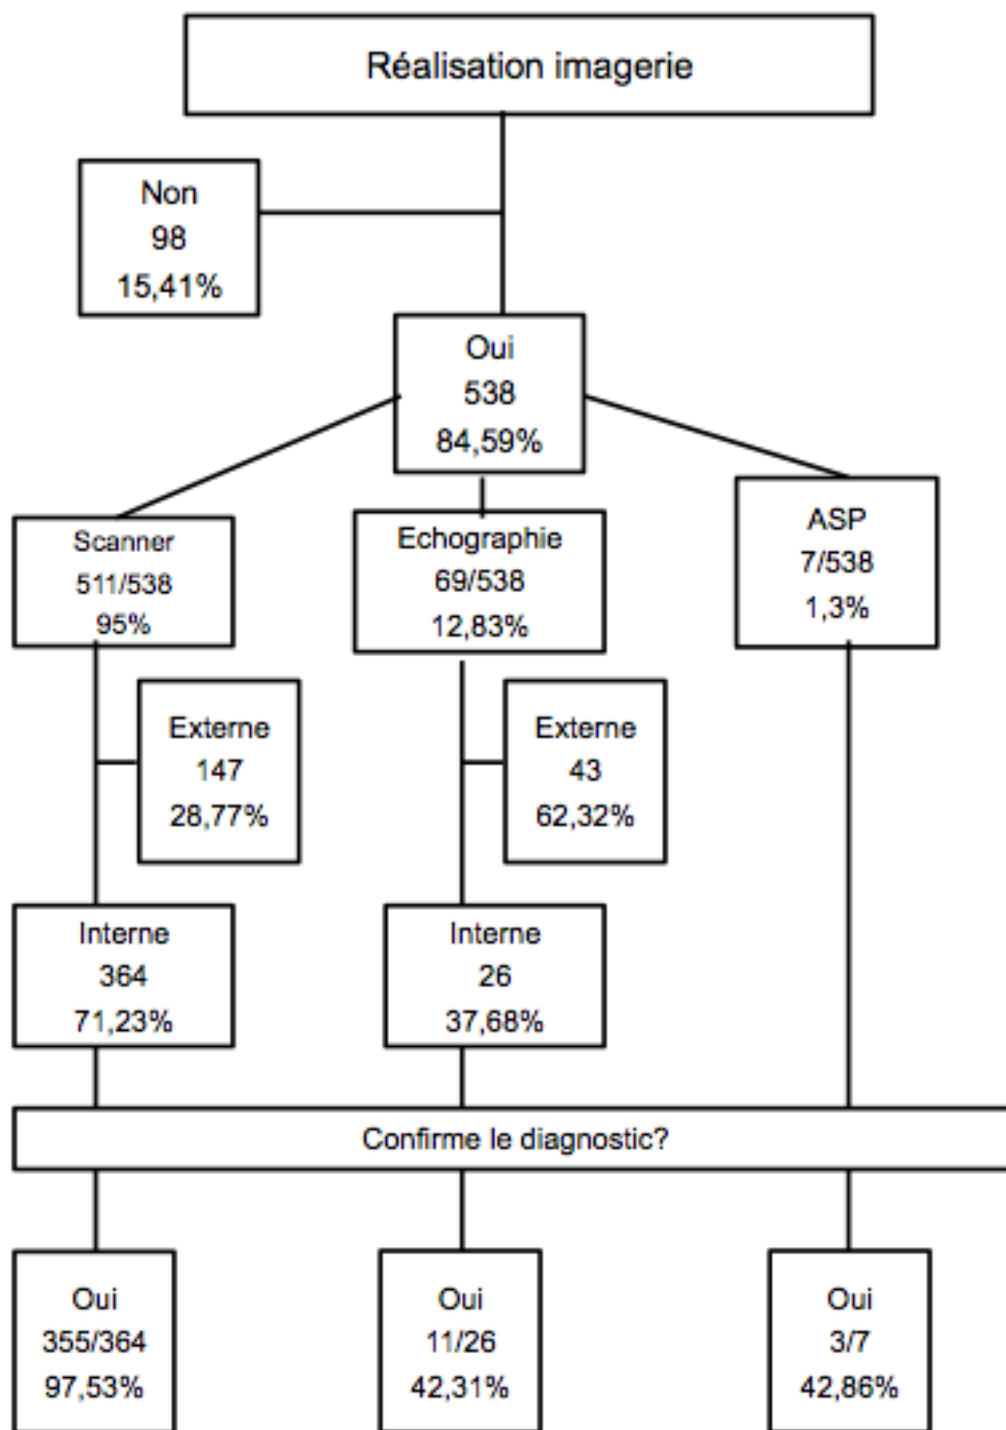 Réalisation imagerie
Non
98
15,41%
Oui
538
84,59%
Scanner
511/538
95%
Echographie
69/538
12,83%
ASP
7/538
1,3%
Externe
147
28,77%
Externe
43
62,32%
Interne
364
71,23%
Interne
26
37,68%
Confirme le diagnostic?
Oui
355/364
97,53%
Oui
11/26
42,31%
Oui
3/7
42,86%